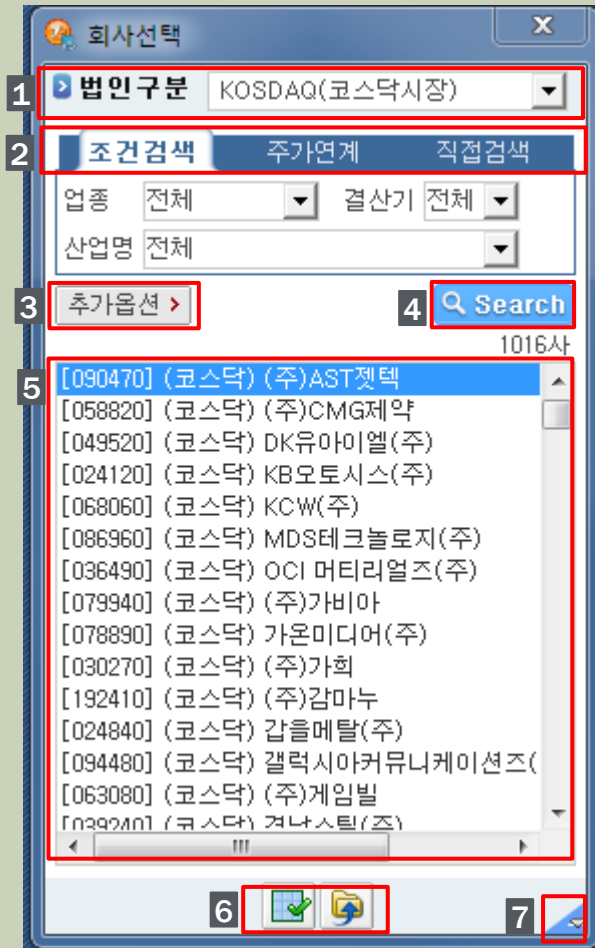 회사선택
1 법인구분 KOSDAQ(코스닥시장)
2 조건검색 주가연계 직접검색
업종 전체 결산기 전체
산업명 전체
3 추가옵션 4 Search
1016사
5 [090470] (코스닥) (주)AST젯텍
[058820] (코스닥) (주)CMG제약
[049520] (코스닥) DK유아이엘(주)
[024120] (코스닥) KB오토시스(주)
[068060] (코스닥) KCW(주)
[086960] (코스닥) MDS테크놀로지(주)
[036490] (코스닥) OCI 머티리얼즈(주)
[079940] (코스닥) (주)가비아
[078890] (코스닥) 가온미디어(주)
[030270] (코스닥) (주)가희
[192410] (코스닥) (주)감마누
[024840] (코스닥) 갑을메탈(주)
[094480] (코스닥) 갤럭시아커뮤니케이션즈(
[063080] (코스닥) (주)게임빌
[039240] (코스닥) 경남스틸(주)
6 7